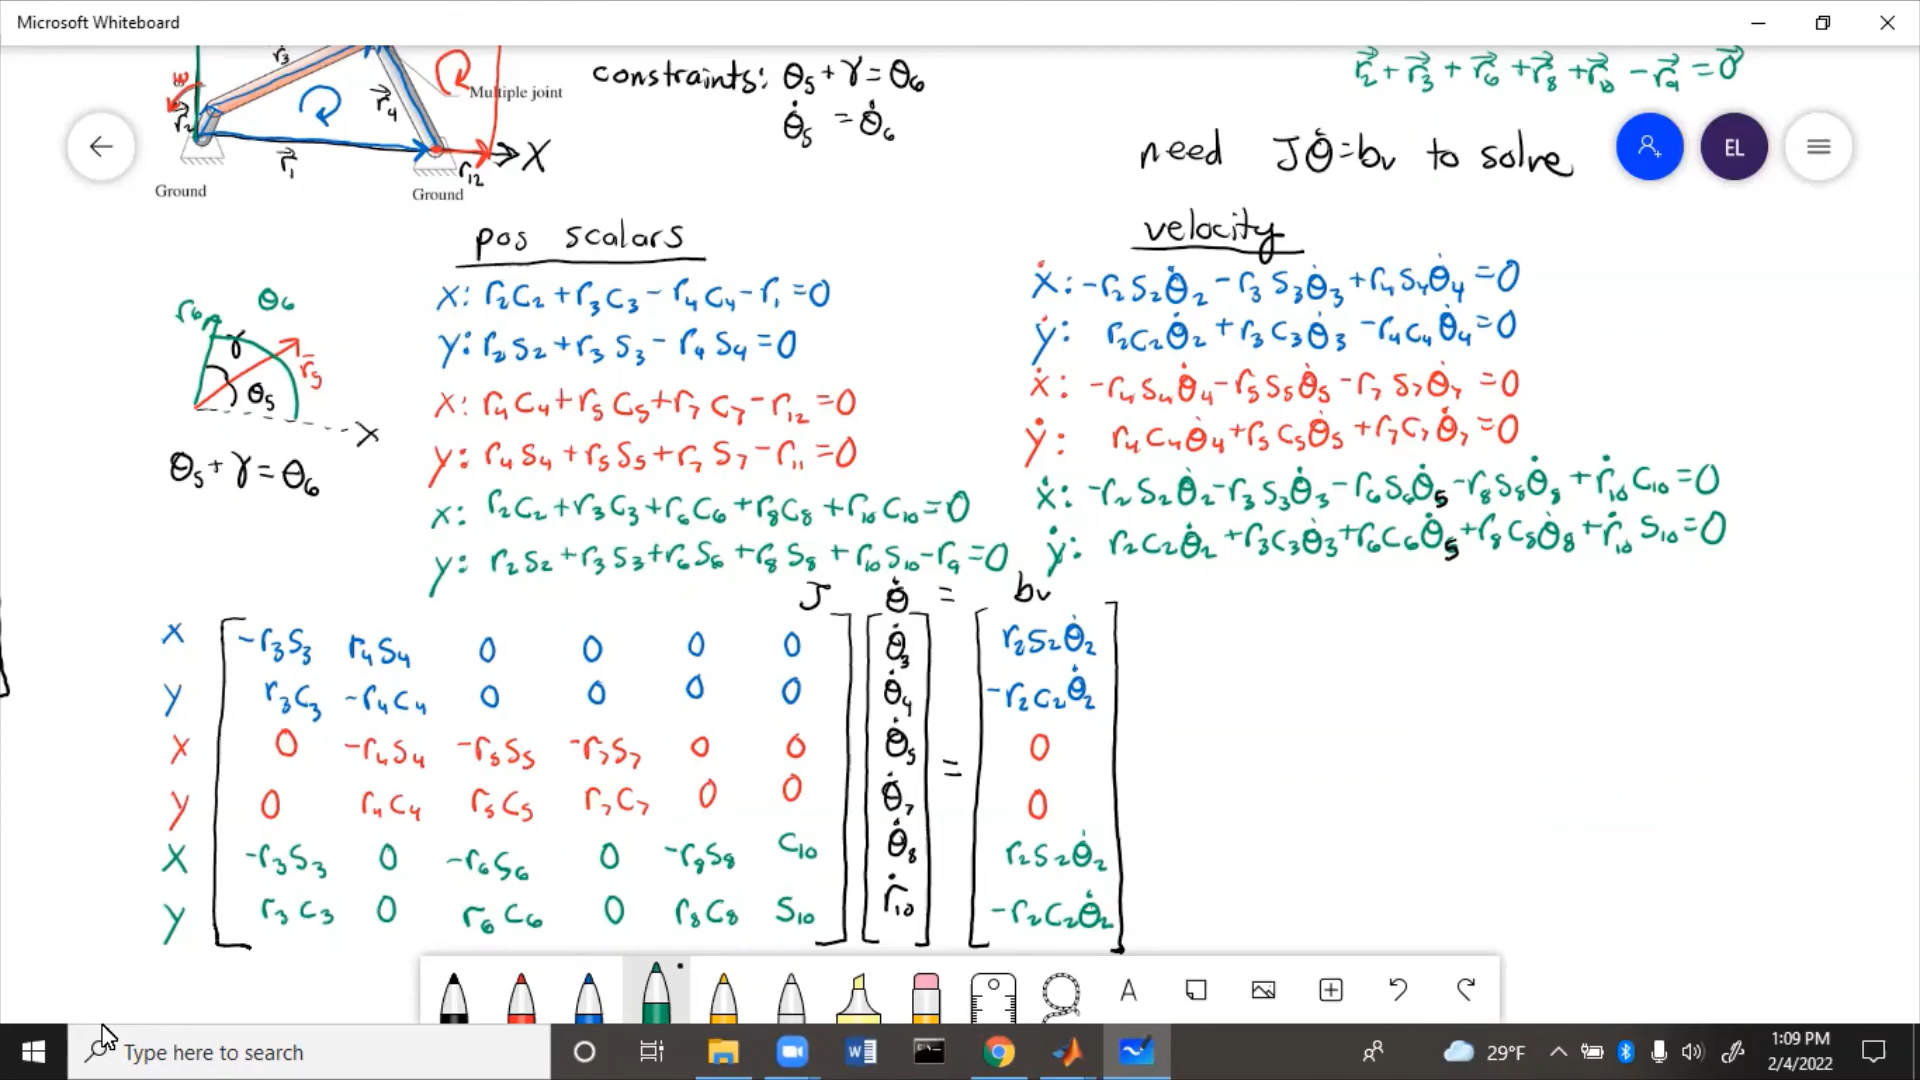 Microsoft Whiteboard
r⃗2 + r⃗3 + r⃗6 + r⃗8 + r⃗10 − r⃗9 = 0⃗
constraints: θ5 + γ = θ6
θ̇5 = θ̇6
r3
ω
r⃗2
r⃗4
Multiple joint
need Jθ̇ = bv to solve
EL
r⃗1
r12
X
Ground
Ground
pos scalars
velocity
x: r2C2 + r3C3 − r4C4 − r1 = 0
y: r2S2 + r3S3 − r4S4 = 0
x: r4C4 + r5C5 + r7C7 − r12 = 0
y: r4S4 + r5S5 + r7S7 − r11 = 0
x: r2C2 + r3C3 + r6C6 + r8C8 + r10C10 = 0
y: r2S2 + r3S3 + r6S6 + r8S8 + r10S10 − r9 = 0
ẋ: −r2S2θ̇2 − r3S3θ̇3 + r4S4θ̇4 = 0
ẏ: r2C2θ̇2 + r3C3θ̇3 − r4C4θ̇4 = 0
ẋ: −r4S4θ̇4 − r5S5θ̇5 − r7S7θ̇7 = 0
ẏ: r4C4θ̇4 + r5C5θ̇5 + r7C7θ̇7 = 0
ẋ: −r2S2θ̇2 − r3S3θ̇3 − r6S6θ̇5 − r8S8θ̇8 + ṙ10C10 = 0
ẏ: r2C2θ̇2 + r3C3θ̇3 + r6C6θ̇5 + r8C8θ̇8 + ṙ10S10 = 0
r6
θ6
γ
r̄5
θ5
X
θ5 + γ = θ6
J θ̇ = bv
x −r3S3 r4S4 0 0 0 0 θ̇3 r2S2θ̇2
y r3C3 −r4C4 0 0 0 0 θ̇4 −r2C2θ̇2
x 0 −r4S4 −r5S5 −r7S7 0 0 θ̇5 = 0
y 0 r4C4 r5C5 r7C7 0 0 θ̇7 0
x −r3S3 0 −r6S6 0 −r8S8 C10 θ̇8 r2S2θ̇2
y r3C3 0 r6C6 0 r8C8 S10 ṙ10 −r2C2θ̇2
Type here to search
29°F
1:09 PM
2/4/2022